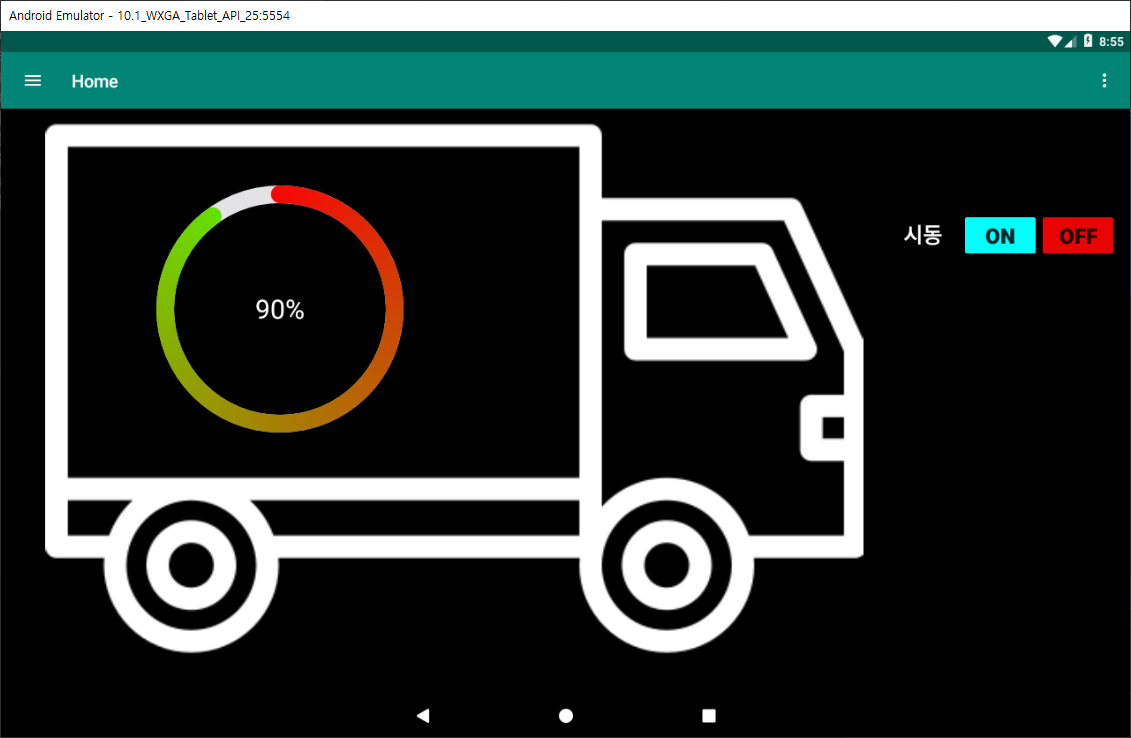 Android Emulator - 10.1_WXGA_Tablet_API_25:5554
8:55
Home
시동 ON OFF
90%